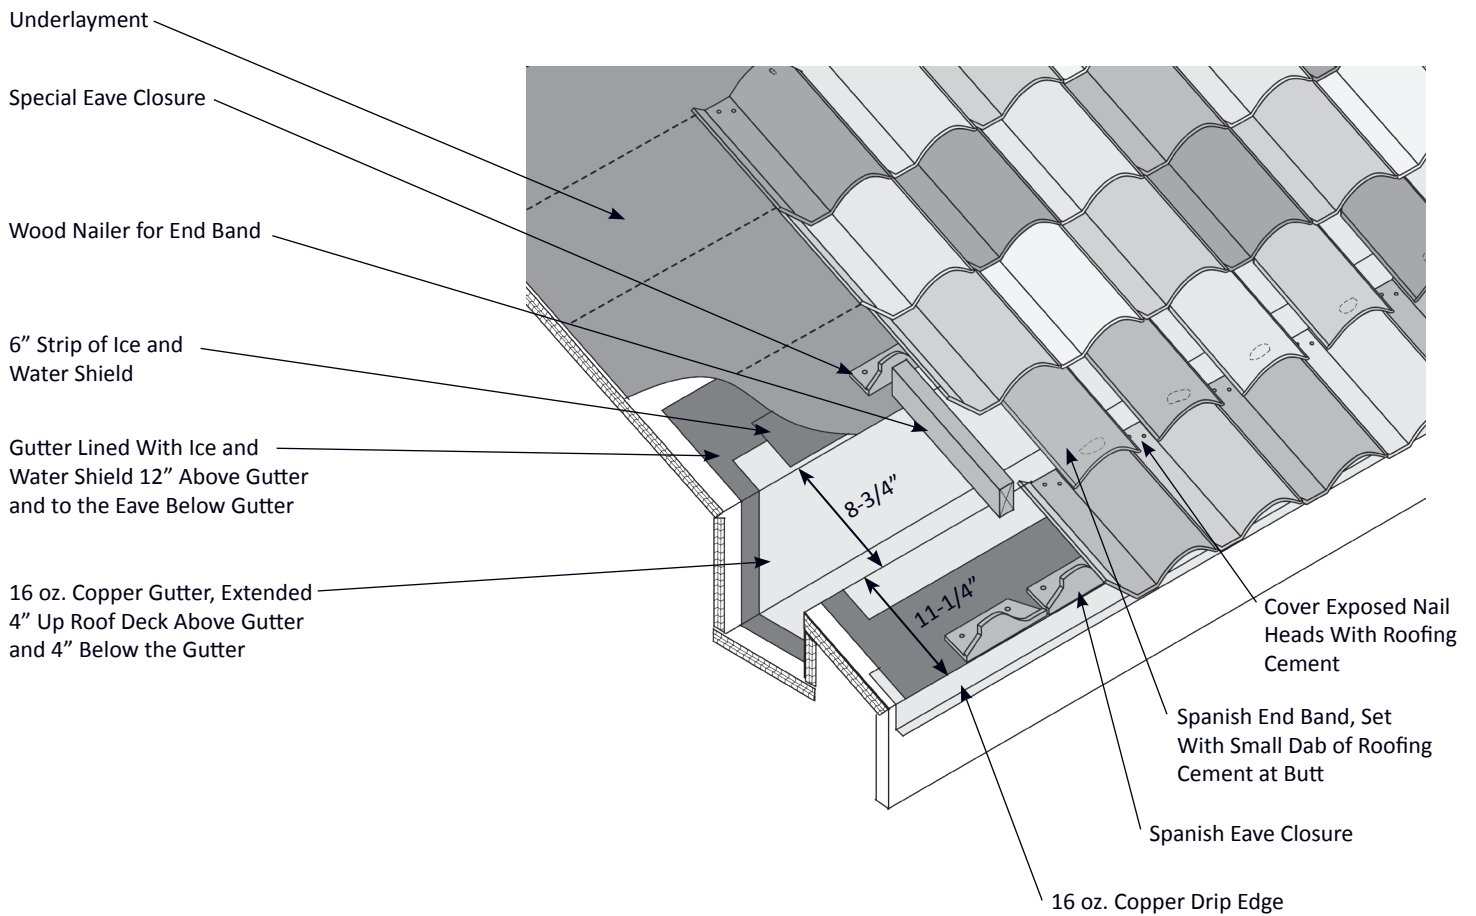 Underlayment
Special Eave Closure
Wood Nailer for End Band
6” Strip of Ice and
Water Shield
Gutter Lined With Ice and
Water Shield 12” Above Gutter
and to the Eave Below Gutter
16 oz. Copper Gutter, Extended
4” Up Roof Deck Above Gutter
and 4” Below the Gutter
8-3/4”
11-1/4”
Cover Exposed Nail
Heads With Roofing
Cement
Spanish End Band, Set
With Small Dab of Roofing
Cement at Butt
Spanish Eave Closure
16 oz. Copper Drip Edge